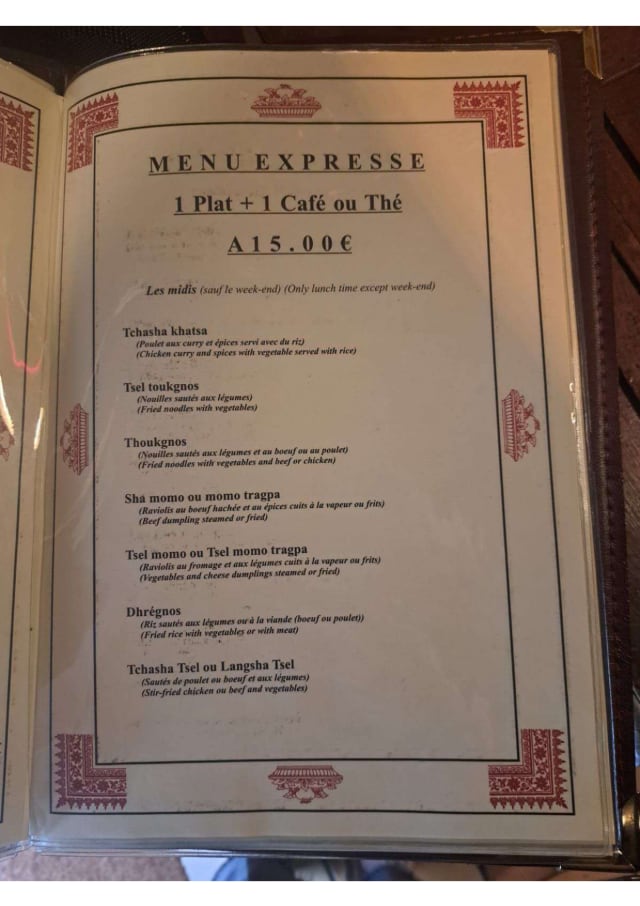 MENU EXPRESSE
1 Plat + 1 Café ou Thé
A 15.00€
Les midis (sauf le week-end) (Only lunch time except week-end)
Tchasha khatsa
(Poulet aux curry et épices servi avec du riz)
(Chicken curry and spices with vegetable served with rice)
Tsel toukgnos
(Nouilles sautés aux légumes)
(Fried noodles with vegetables)
Thoukgnos
(Nouilles sautés aux légumes et au boeuf ou au poulet)
(Fried noodles with vegetables and beef or chicken)
Sha momo ou momo tragpa
(Raviolis au boeuf hachée et au épices cuits à la vapeur ou frits)
(Beef dumpling steamed or fried)
Tsel momo ou Tsel momo tragpa
(Raviolis au fromage et aux légumes cuits à la vapeur ou frits)
(Vegetables and cheese dumplings steamed or fried)
Dhrégnos
(Riz sautés aux légumes ou à la viande (boeuf ou poulet))
(Fried rice with vegetables or with meat)
Tchasha Tsel ou Langsha Tsel
(Sautés de poulet ou boeuf et aux légumes)
(Stir-fried chicken or beef and vegetables)